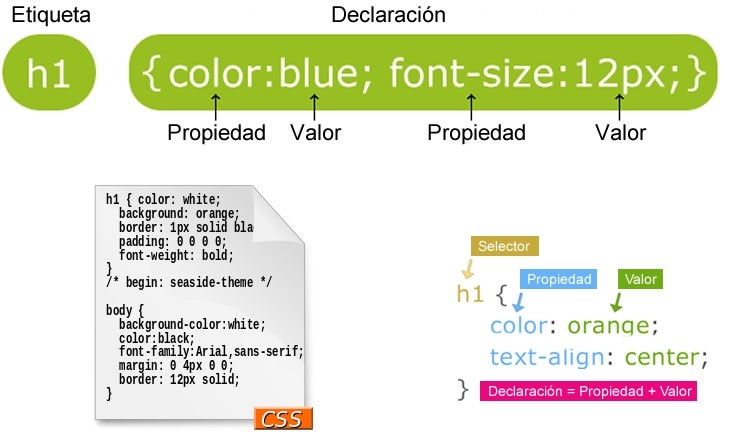 Etiqueta Declaración
h1 {color:blue; font-size:12px;}
Propiedad Valor Propiedad Valor
h1 { color: white;
background: orange;
border: 1px solid bla
padding: 0 0 0 0;
font-weight: bold;
}
/* begin: seaside-theme */
body {
background-color:white;
color:black;
font-family:Arial,sans-serif;
margin: 0 4px 0 0;
border: 12px solid;
}
CSS
Selector
Propiedad Valor
h1 {
color: orange;
text-align: center;
} Declaración = Propiedad + Valor